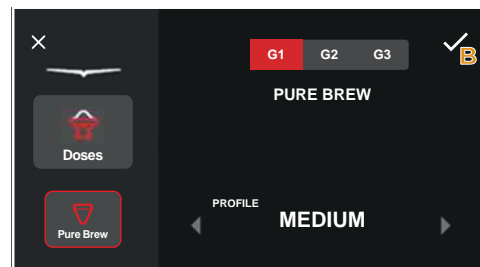 G1 G2 G3
B
PURE BREW
Doses
PROFILE
MEDIUM
Pure Brew